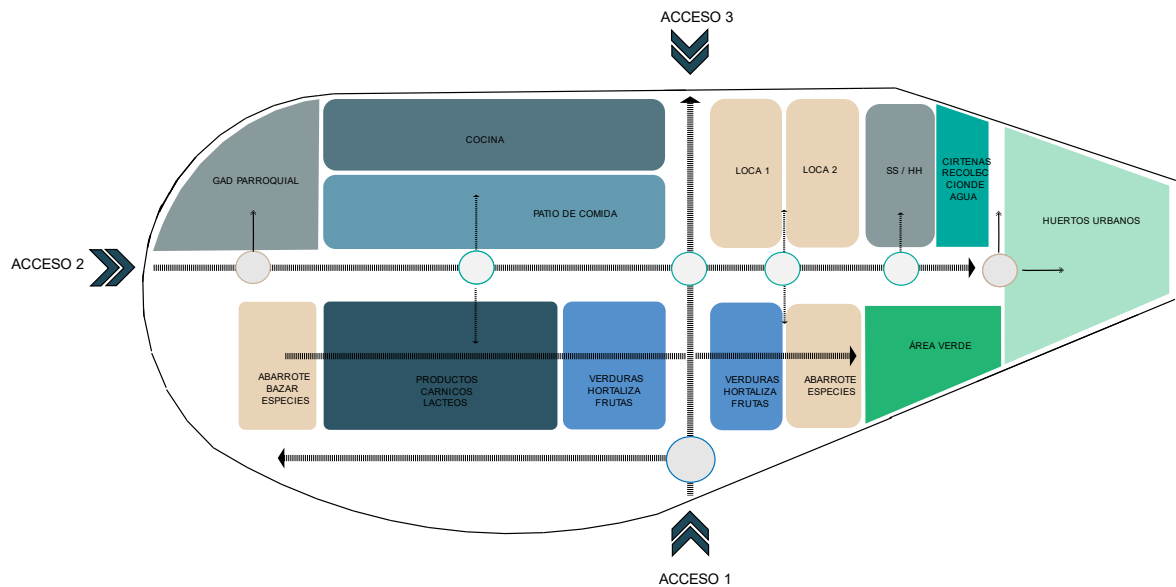 ACCESO 3
COCINA
GAD PARROQUIAL
PATIO DE COMIDA
LOCA 1
LOCA 2
SS / HH
CIRTENAS
RECOLEC
CIONDE
AGUA
HUERTOS URBANOS
ACCESO 2
ABARROTE
BAZAR
ESPECIES
PRODUCTOS
CARNICOS
LACTEOS
VERDURAS
HORTALIZA
FRUTAS
VERDURAS
HORTALIZA
FRUTAS
ABARROTE
ESPECIES
ÁREA VERDE
ACCESO 1